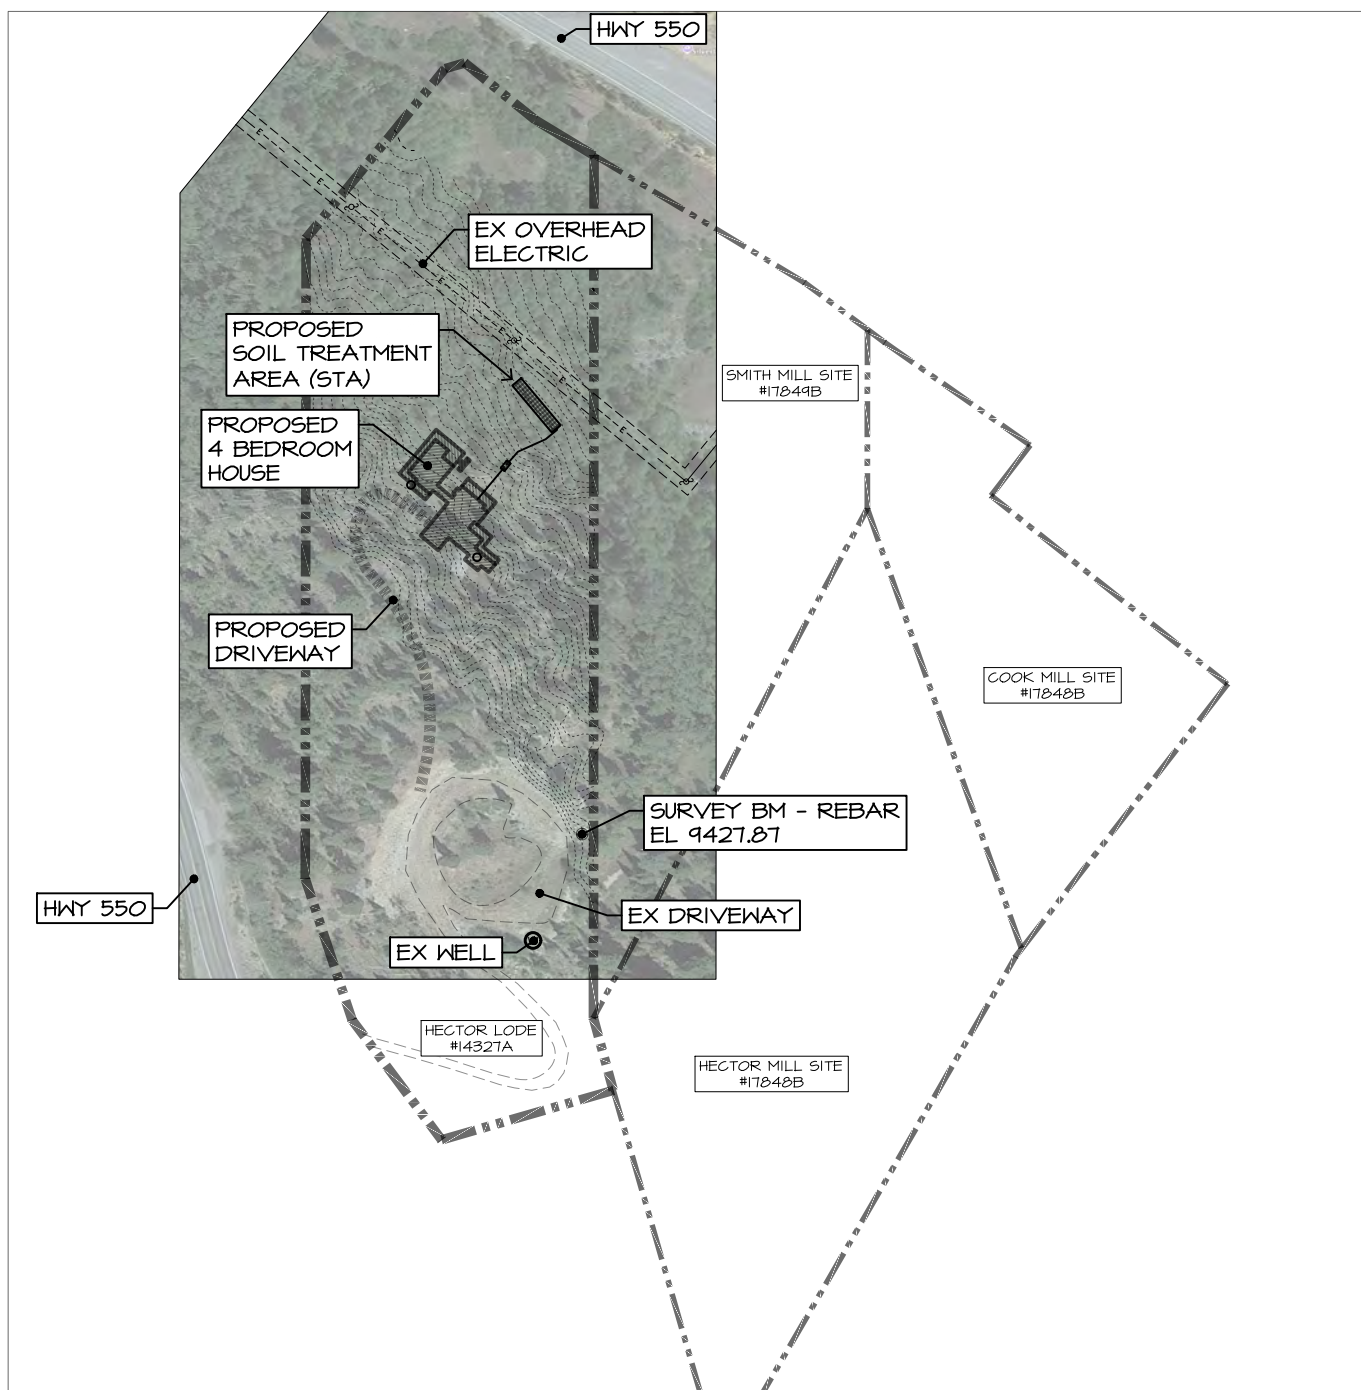 HWY 550
EX OVERHEAD
ELECTRIC
PROPOSED
SOIL TREATMENT
AREA (STA)
SMITH MILL SITE
#17849B
PROPOSED
4 BEDROOM
HOUSE
PROPOSED
DRIVEWAY
COOK MILL SITE
#17848B
SURVEY BM - REBAR
EL 9427.87
HWY 550
EX DRIVEWAY
EX WELL
HECTOR LODE
#14327A
HECTOR MILL SITE
#17848B
E
E
E
E
E
E